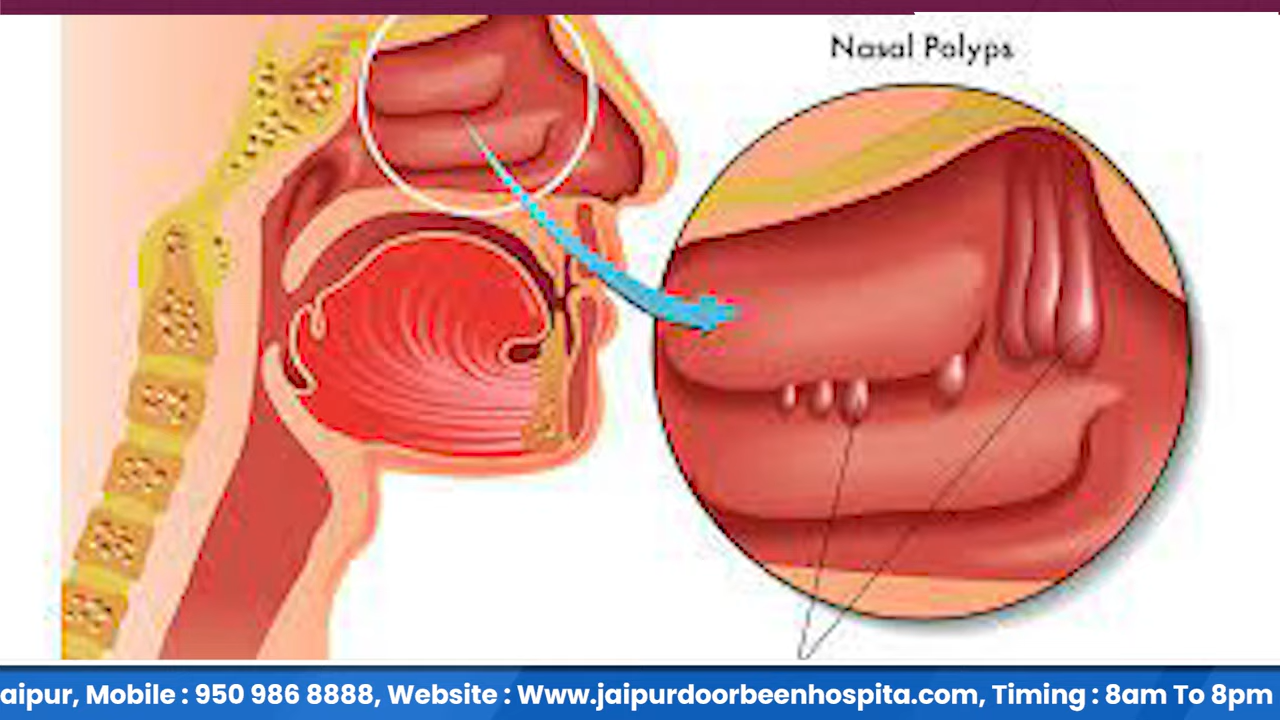 Nasal Polyps
aipur, Mobile : 950 986 8888, Website : Www.jaipurdoorbeenhospita.com, Timing : 8am To 8pm